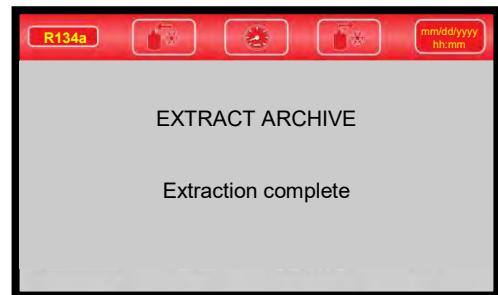 R134a
mm/dd/yyyy
hh:mm
EXTRACT ARCHIVE
Extraction complete